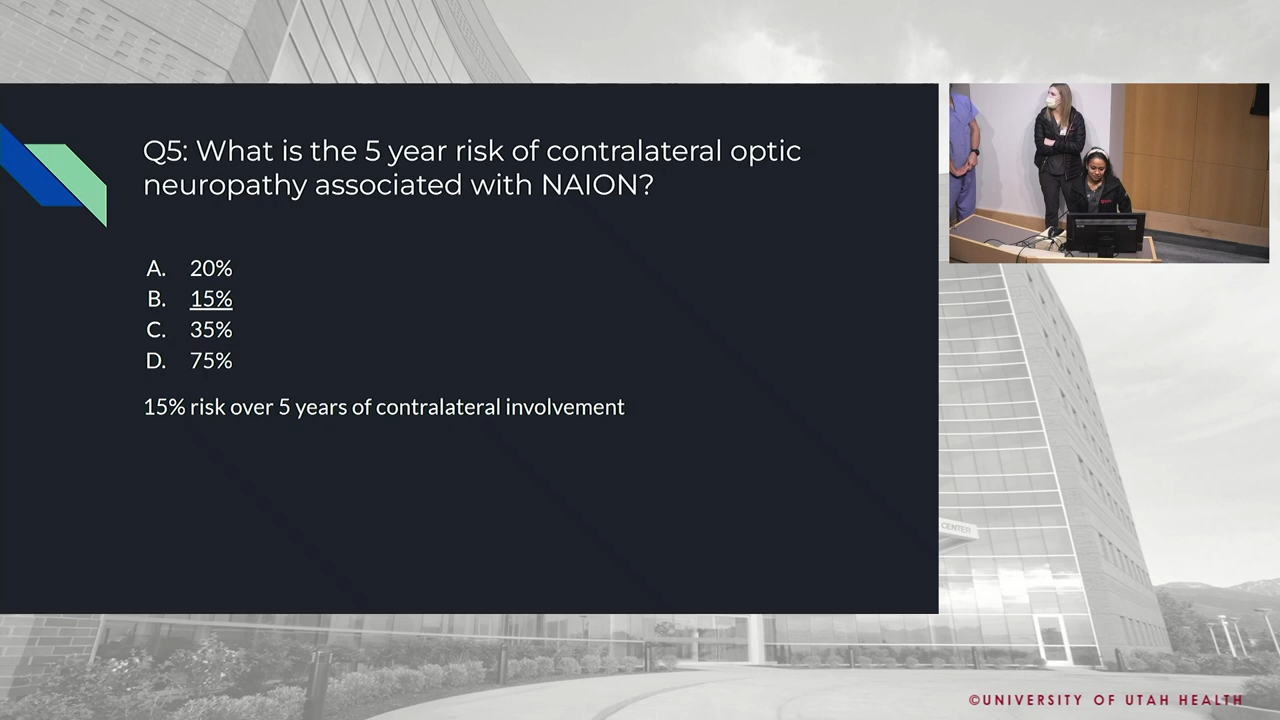 Q5: What is the 5 year risk of contralateral optic
neuropathy associated with NAION?
A. 20%
B. 15%
C. 35%
D. 75%
15% risk over 5 years of contralateral involvement
CENTER
©UNIVERSITY OF UTAH HEALTH